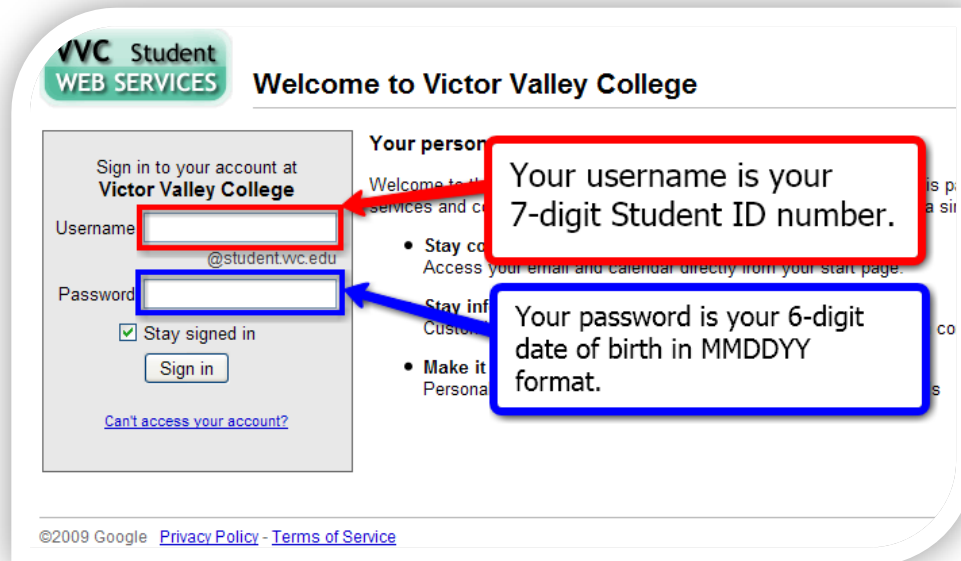 VVC Student
WEB SERVICES
Welcome to Victor Valley College
Sign in to your account at
Victor Valley College
Username
@student.vvc.edu
Password
Stay signed in
Sign in
Can't access your account?
Your person
Welcome to th
services and c
Your username is your
7-digit Student ID number.
is pa
a sin
• Stay co
Access your email and calendar directly from your start page.
• Stay inf
Custo
co
• Make it
Persona
s
Your password is your 6-digit
date of birth in MMDDYY
format.
©2009 Google Privacy Policy - Terms of Service